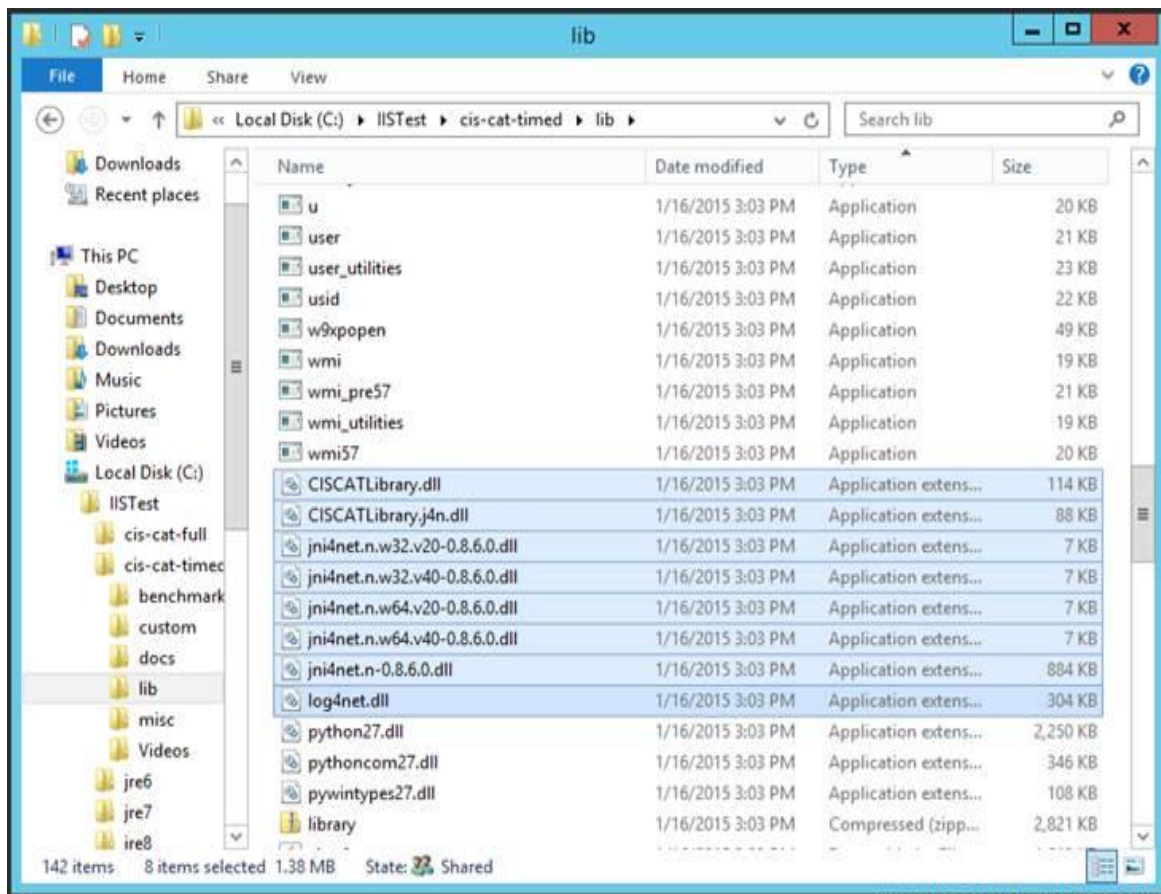 lib
File Home Share View
« Local Disk (C:) IISTest cis-cat-timed lib
Search lib
Downloads
Recent places
This PC
Desktop
Documents
Downloads
Music
Pictures
Videos
Local Disk (C:)
IISTest
cis-cat-full
cis-cat-timed
benchmark
custom
docs
lib
misc
Videos
jre6
jre7
jre8
Name Date modified Type Size
u 1/16/2015 3:03 PM Application 20 KB
user 1/16/2015 3:03 PM Application 21 KB
user_utilities 1/16/2015 3:03 PM Application 23 KB
usid 1/16/2015 3:03 PM Application 22 KB
w9xpopen 1/16/2015 3:03 PM Application 49 KB
wmi 1/16/2015 3:03 PM Application 19 KB
wmi_pre57 1/16/2015 3:03 PM Application 21 KB
wmi_utilities 1/16/2015 3:03 PM Application 19 KB
wmi57 1/16/2015 3:03 PM Application 20 KB
CISCATLibrary.dll 1/16/2015 3:03 PM Application extens... 114 KB
CISCATLibrary.j4n.dll 1/16/2015 3:03 PM Application extens... 88 KB
jni4net.n.w32.v20-0.8.6.0.dll 1/16/2015 3:03 PM Application extens... 7 KB
jni4net.n.w32.v40-0.8.6.0.dll 1/16/2015 3:03 PM Application extens... 7 KB
jni4net.n.w64.v20-0.8.6.0.dll 1/16/2015 3:03 PM Application extens... 7 KB
jni4net.n.w64.v40-0.8.6.0.dll 1/16/2015 3:03 PM Application extens... 7 KB
jni4net.n-0.8.6.0.dll 1/16/2015 3:03 PM Application extens... 884 KB
log4net.dll 1/16/2015 3:03 PM Application extens... 304 KB
python27.dll 1/16/2015 3:03 PM Application extens... 2,250 KB
pythoncom27.dll 1/16/2015 3:03 PM Application extens... 346 KB
pywintypes27.dll 1/16/2015 3:03 PM Application extens... 108 KB
library 1/16/2015 3:03 PM Compressed (zipp... 2,821 KB
142 items 8 items selected 1.38 MB State: Shared